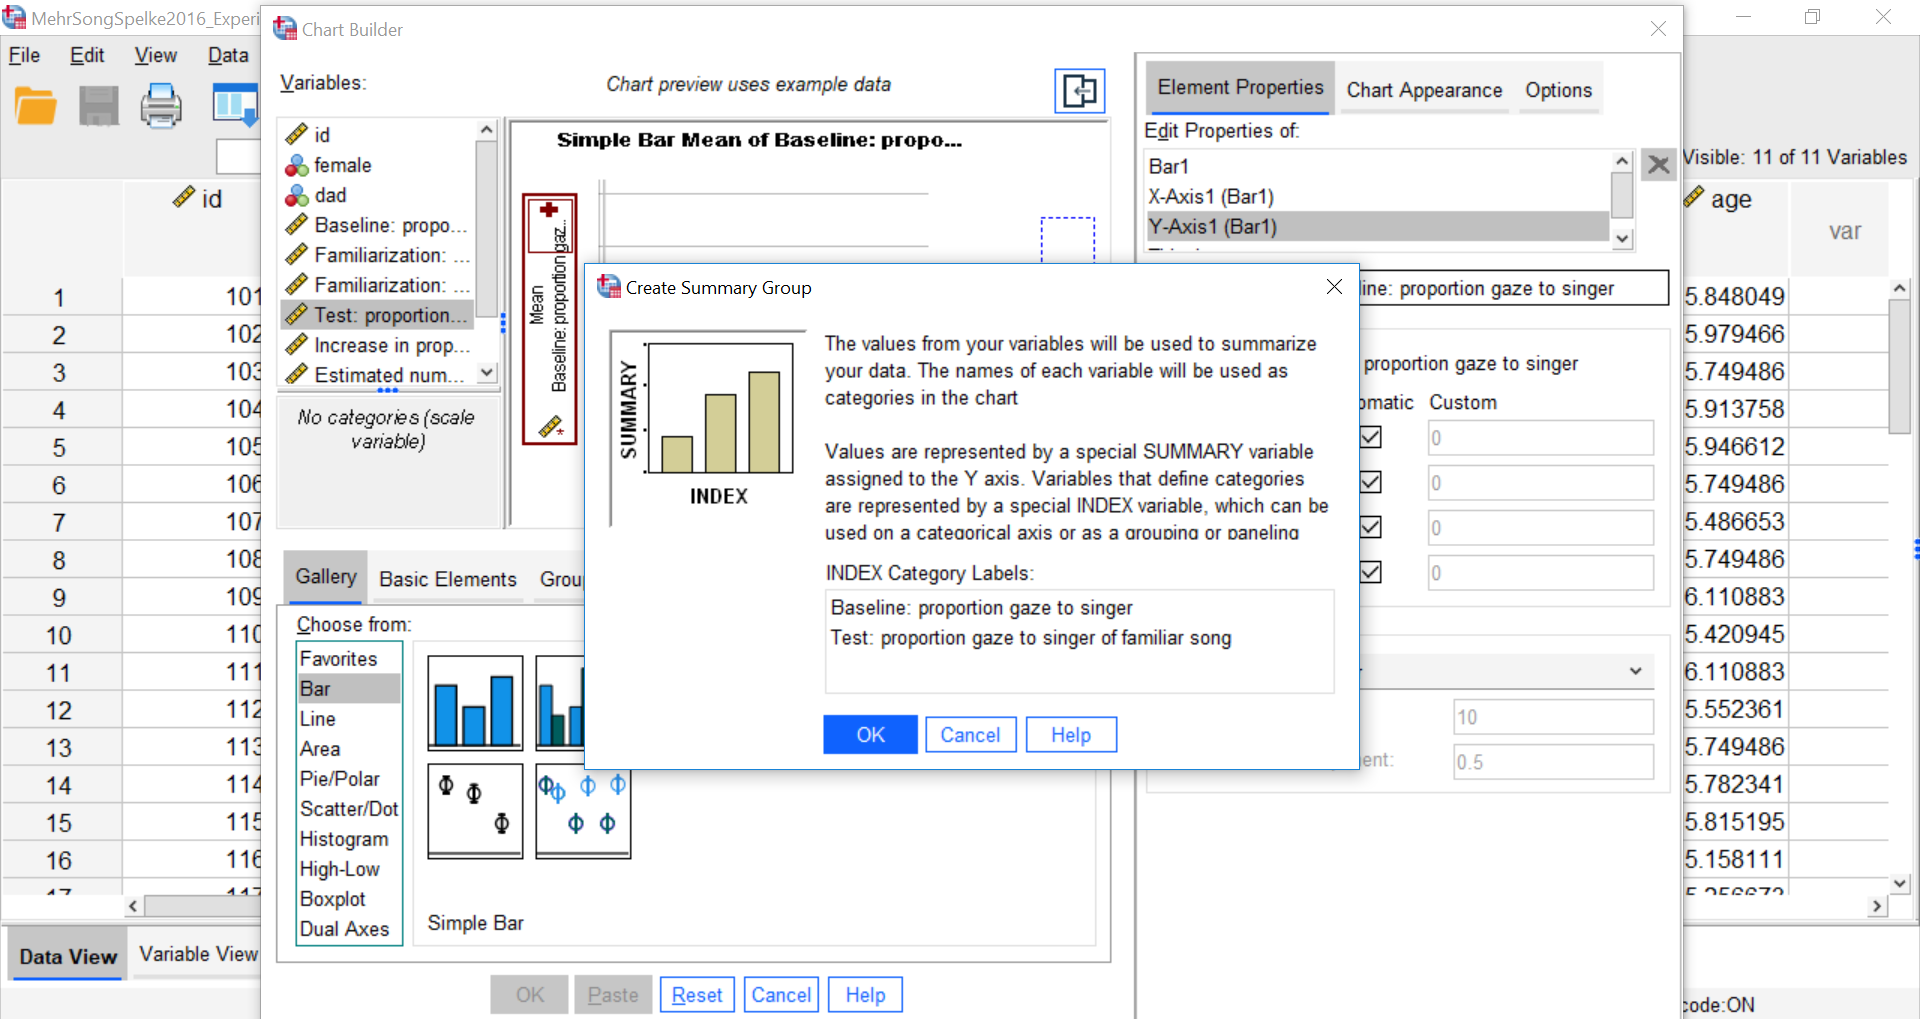 MehrSongSpelke2016_Experi
Chart Builder
File Edit View Data
Variables:
Chart preview uses example data
id
female
dad
Baseline: propo...
Familiarization: ...
Familiarization: ...
Test: proportion...
Increase in prop...
Estimated num...
No categories (scale
variable)
Simple Bar Mean of Baseline: propo...
Mean
Baseline: proportion gaz...
Element Properties Chart Appearance Options
Edit Properties of:
Bar1
X-Axis1 (Bar1)
Y-Axis1 (Bar1)
Visible: 11 of 11 Variables
id
age
var
1 101 5.848049
2 102 5.979466
3 103 5.749486
4 104 5.913758
5 105 5.946612
6 106 5.749486
7 107 5.486653
8 108 5.749486
9 109 6.110883
10 110 5.420945
11 111 6.110883
12 112 5.552361
13 113 5.749486
14 114 5.782341
15 115 5.815195
16 116 5.158111
17 117 5.256673
line: proportion gaze to singer
proportion gaze to singer
omatic Custom
0
0
0
0
10
ent: 0.5
Create Summary Group
SUMMARY
INDEX
The values from your variables will be used to summarize
your data. The names of each variable will be used as
categories in the chart
Values are represented by a special SUMMARY variable
assigned to the Y axis. Variables that define categories
are represented by a special INDEX variable, which can be
used on a categorical axis or as a grouping or paneling
INDEX Category Labels:
Baseline: proportion gaze to singer
Test: proportion gaze to singer of familiar song
OK Cancel Help
Gallery Basic Elements Grou
Choose from:
Favorites
Bar
Line
Area
Pie/Polar
Scatter/Dot
Histogram
High-Low
Boxplot
Dual Axes
Simple Bar
OK Paste Reset Cancel Help
Data View Variable View
code:ON